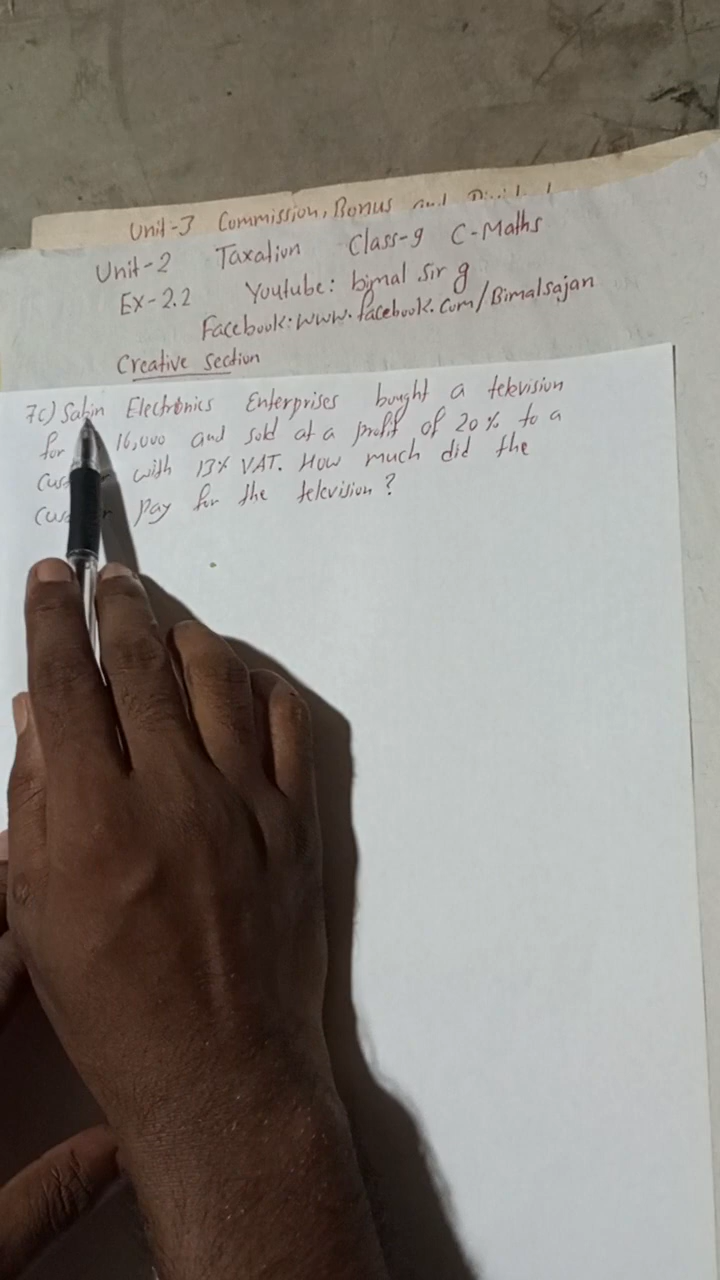 Unit-3 Commission, Bonus and
Unit-2 Taxation Class-9 C-Maths
Ex-2.2 Youtube: bimal sir 9
Facebook: www.facebook.com/Bimalsajan
Creative section
7c) Sabin Electronics Enterprises bought a television
for 16,000 and sold at a profit of 20% to a
with 13% VAT. How much did the
pay for the television?